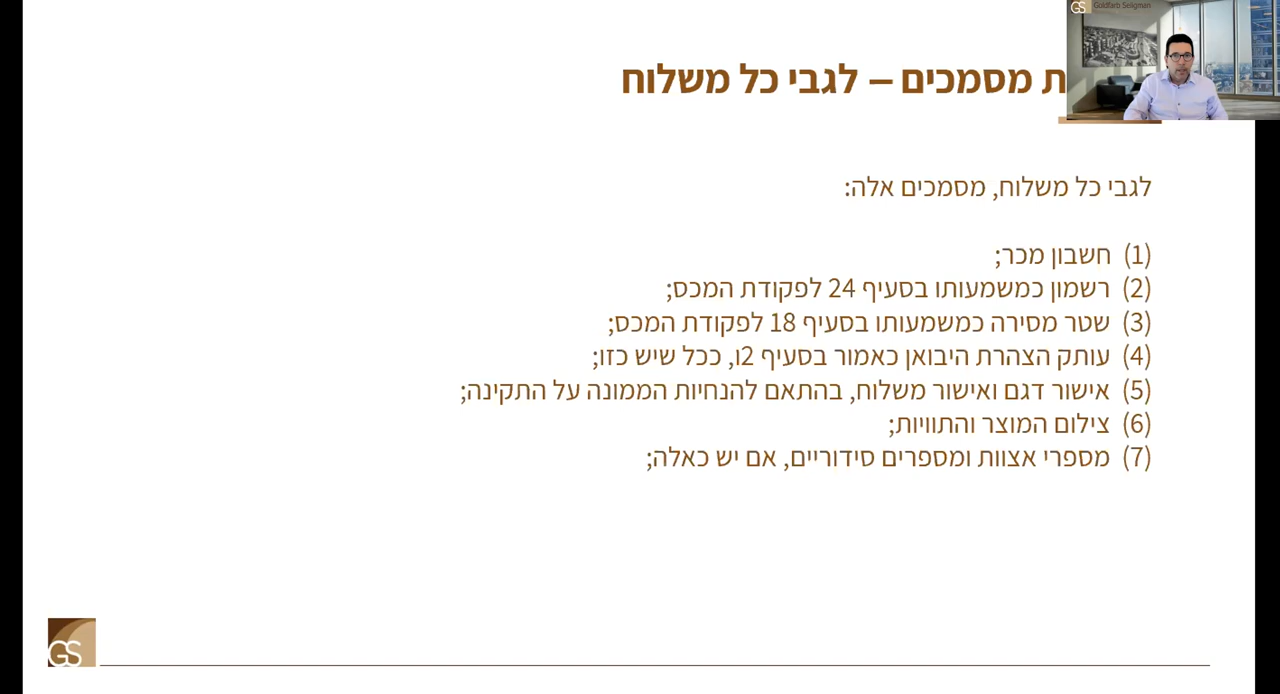 Goldfarb Seligman
GS
ת מסמכים – לגבי כל משלוח
לגבי כל משלוח, מסמכים אלה:
(1) חשבון מכר;
(2) רשמון כמשמעותו בסעיף 24 לפקודת המכס;
(3) שטר מסירה כמשמעותו בסעיף 18 לפקודת המכס;
(4) עותק הצהרת היבואן כאמור בסעיף 2ו, ככל שיש כזו;
(5) אישור דגם ואישור משלוח, בהתאם להנחיות הממונה על התקינה;
(6) צילום המוצר והתוויות;
(7) מספרי אצוות ומספרים סידוריים, אם יש כאלה;
GS